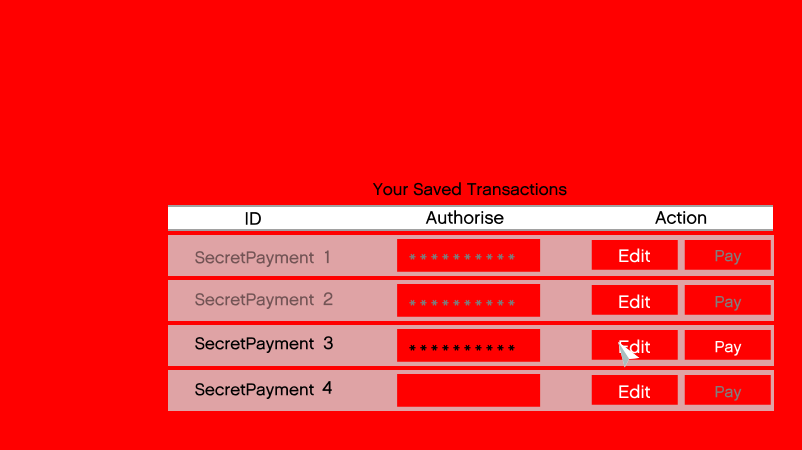 Your Saved Transactions
ID Authorise Action
SecretPayment 1 ********** Edit Pay
SecretPayment 2 ********** Edit Pay
SecretPayment 3 ********** Edit Pay
SecretPayment 4 Edit Pay